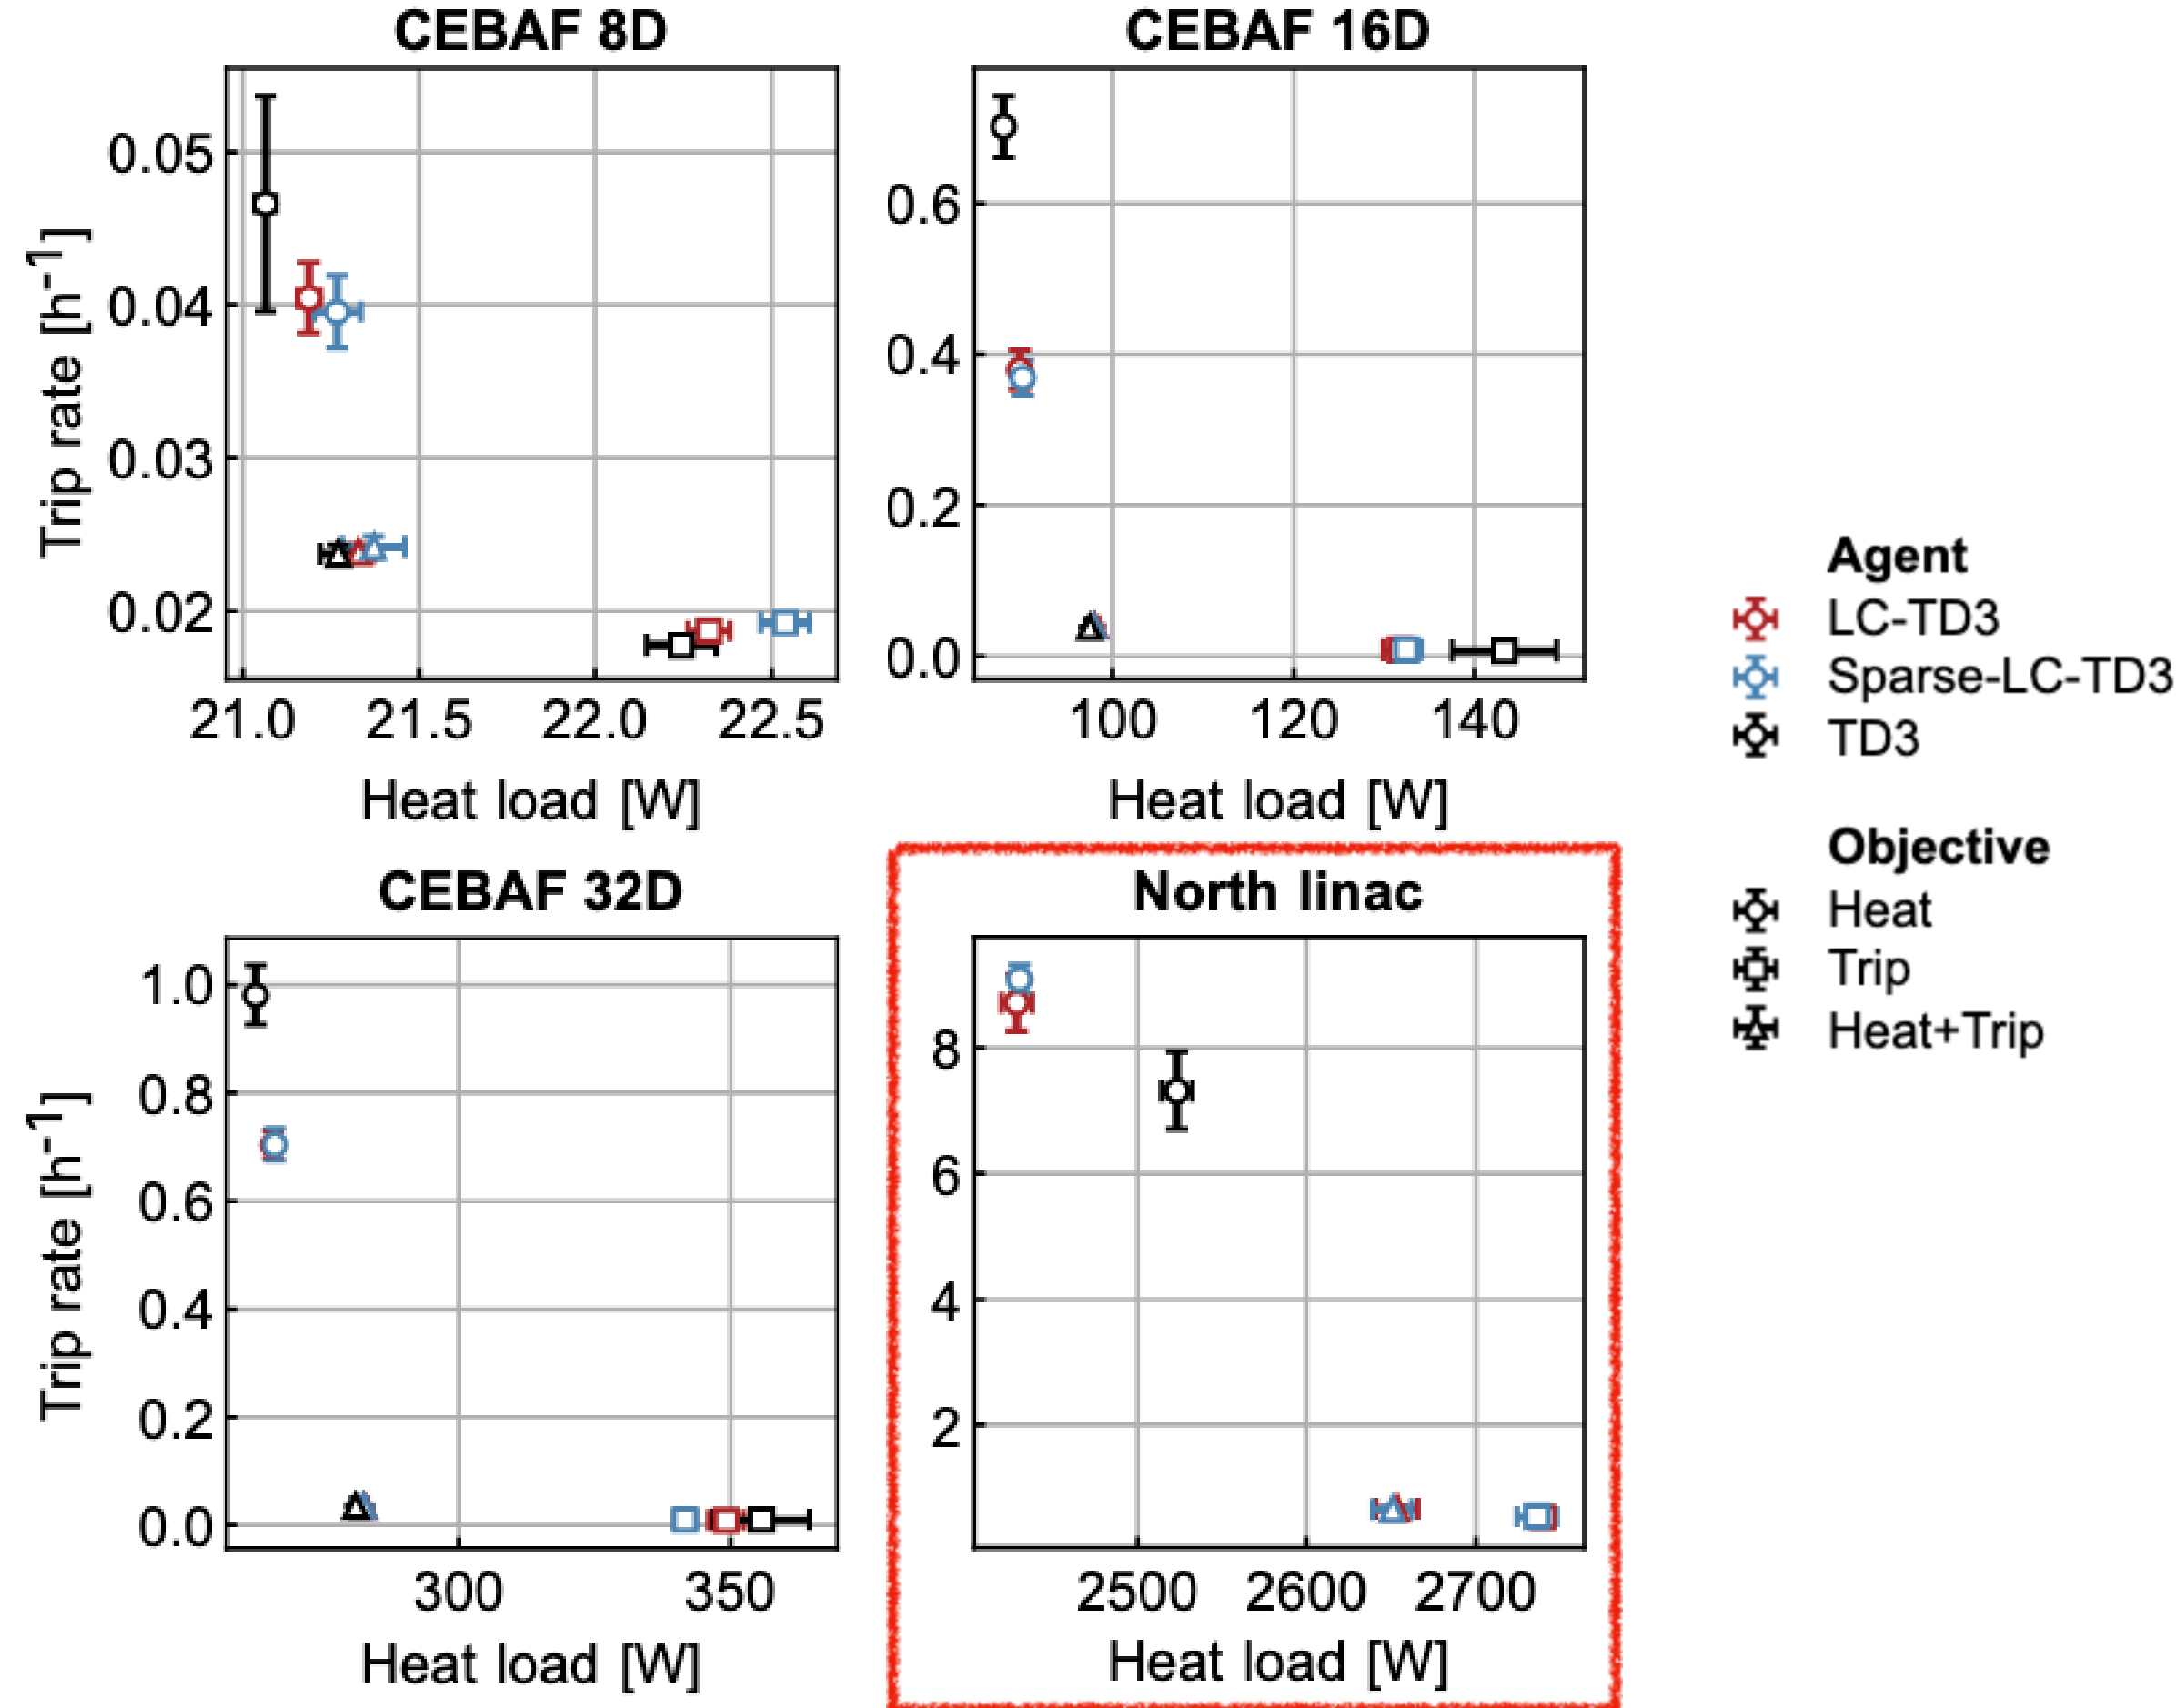 CEBAF 8D
CEBAF 16D
Trip rate [h⁻¹]
0.05
0.04
0.03
0.02
21.0 21.5 22.0 22.5
Heat load [W]
0.6
0.4
0.2
0.0
100 120 140
Heat load [W]
CEBAF 32D
North linac
Trip rate [h⁻¹]
1.0
0.8
0.6
0.4
0.2
0.0
300 350
Heat load [W]
8
6
4
2
2500 2600 2700
Heat load [W]
Agent
LC-TD3
Sparse-LC-TD3
TD3
Objective
Heat
Trip
Heat+Trip